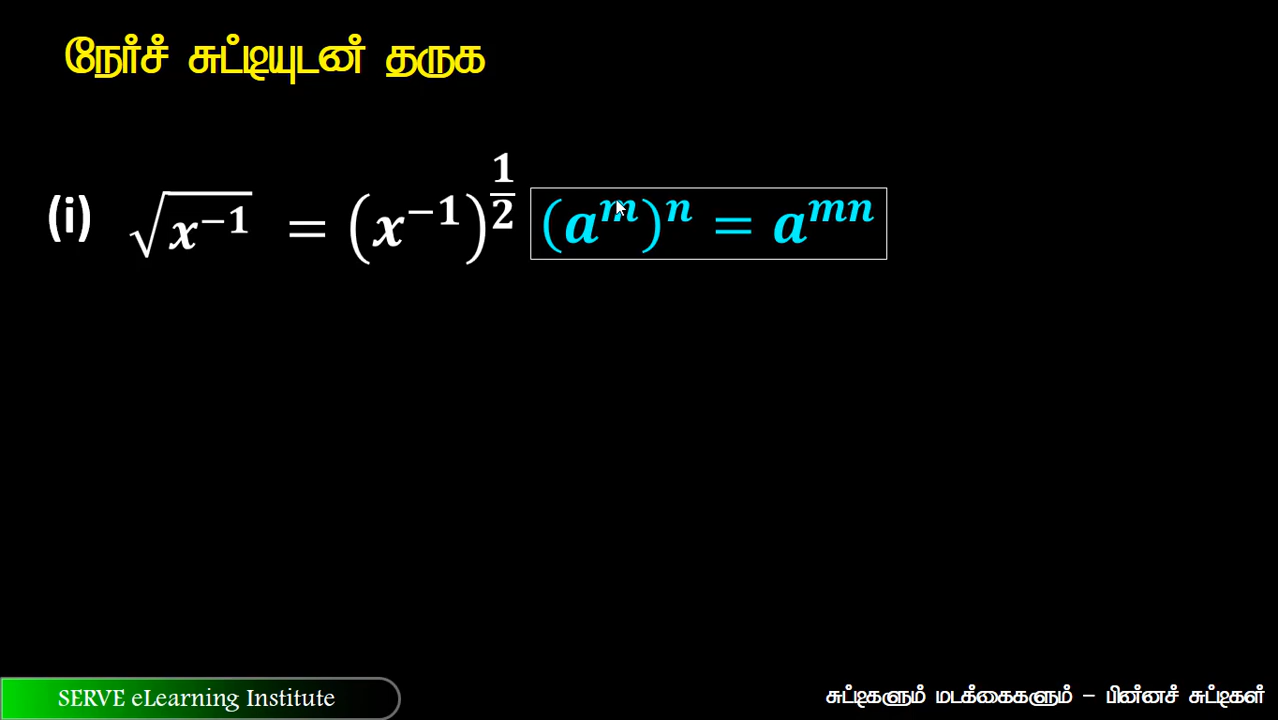 நேர்ச் சுட்டியுடன் தருக
(i) √(x⁻¹) = (x⁻¹)^(1/2) (aᵐ)ⁿ = aᵐⁿ
SERVE eLearning Institute
சுட்டிகளும் மடக்கைகளும் – பின்னச் சுட்டிகள்